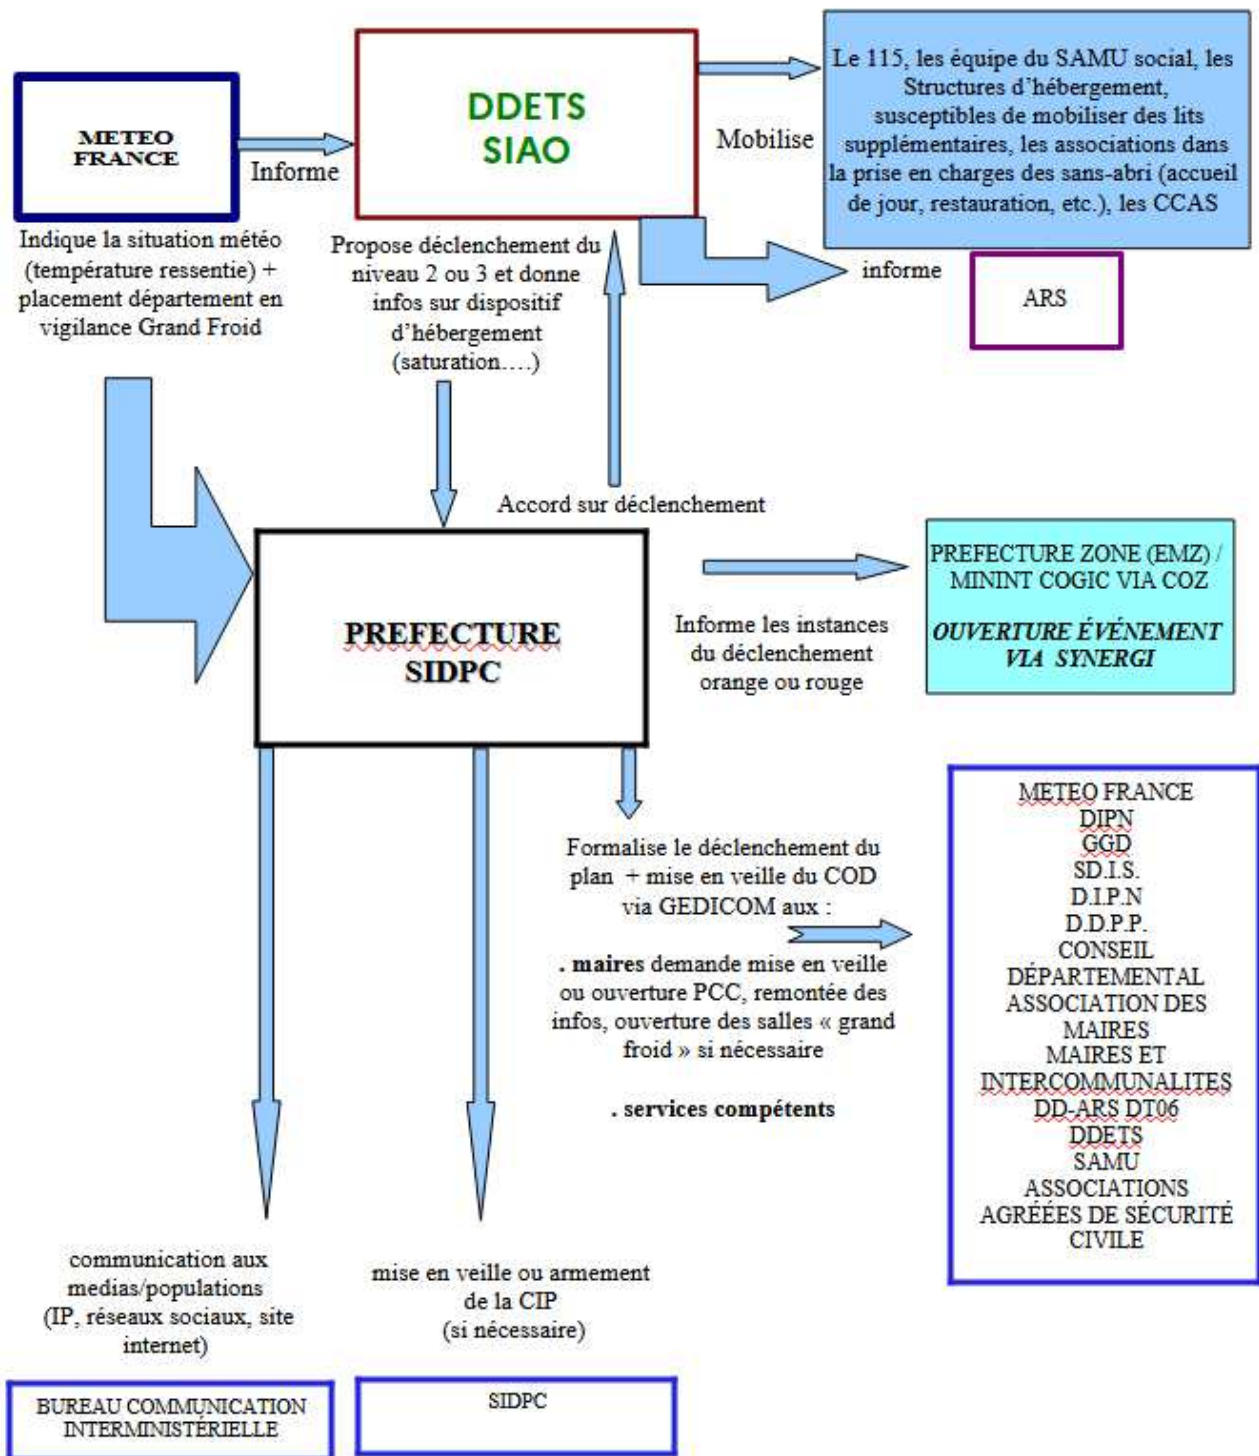 METEO
FRANCE
Informe
DDETS
SIAO
Mobilise
Le 115, les équipe du SAMU social, les
Structures d’hébergement,
susceptibles de mobiliser des lits
supplémentaires, les associations dans
la prise en charges des sans-abri (accueil
de jour, restauration, etc.), les CCAS
Indique la situation météo
(température ressentie) +
placement département en
vigilance Grand Froid
Propose déclenchement du
niveau 2 ou 3 et donne
infos sur dispositif
d’hébergement
(saturation….)
informe
ARS
Accord sur déclenchement
PREFECTURE
SIDPC
Informe les instances
du déclenchement
orange ou rouge
PREFECTURE ZONE (EMZ) /
MININT COGIC VIA COZ
OUVERTURE ÉVÉNEMENT
VIA SYNERGI
Formalise le déclenchement du
plan + mise en veille du COD
via GEDICOM aux :
. maires demande mise en veille
ou ouverture PCC, remontée des
infos, ouverture des salles « grand
froid » si nécessaire
. services compétents
METEO FRANCE
DIPN
GGD
SD.I.S.
D.I.P.N
D.D.P.P.
CONSEIL
DÉPARTEMENTAL
ASSOCIATION DES
MAIRES
MAIRES ET
INTERCOMMUNALITES
DD-ARS DT06
DDETS
SAMU
ASSOCIATIONS
AGRÉÉES DE SÉCURITÉ
CIVILE
communication aux
medias/populations
(IP, réseaux sociaux, site
internet)
mise en veille ou armement
de la CIP
(si nécessaire)
BUREAU COMMUNICATION
INTERMINISTÉRIELLE
SIDPC